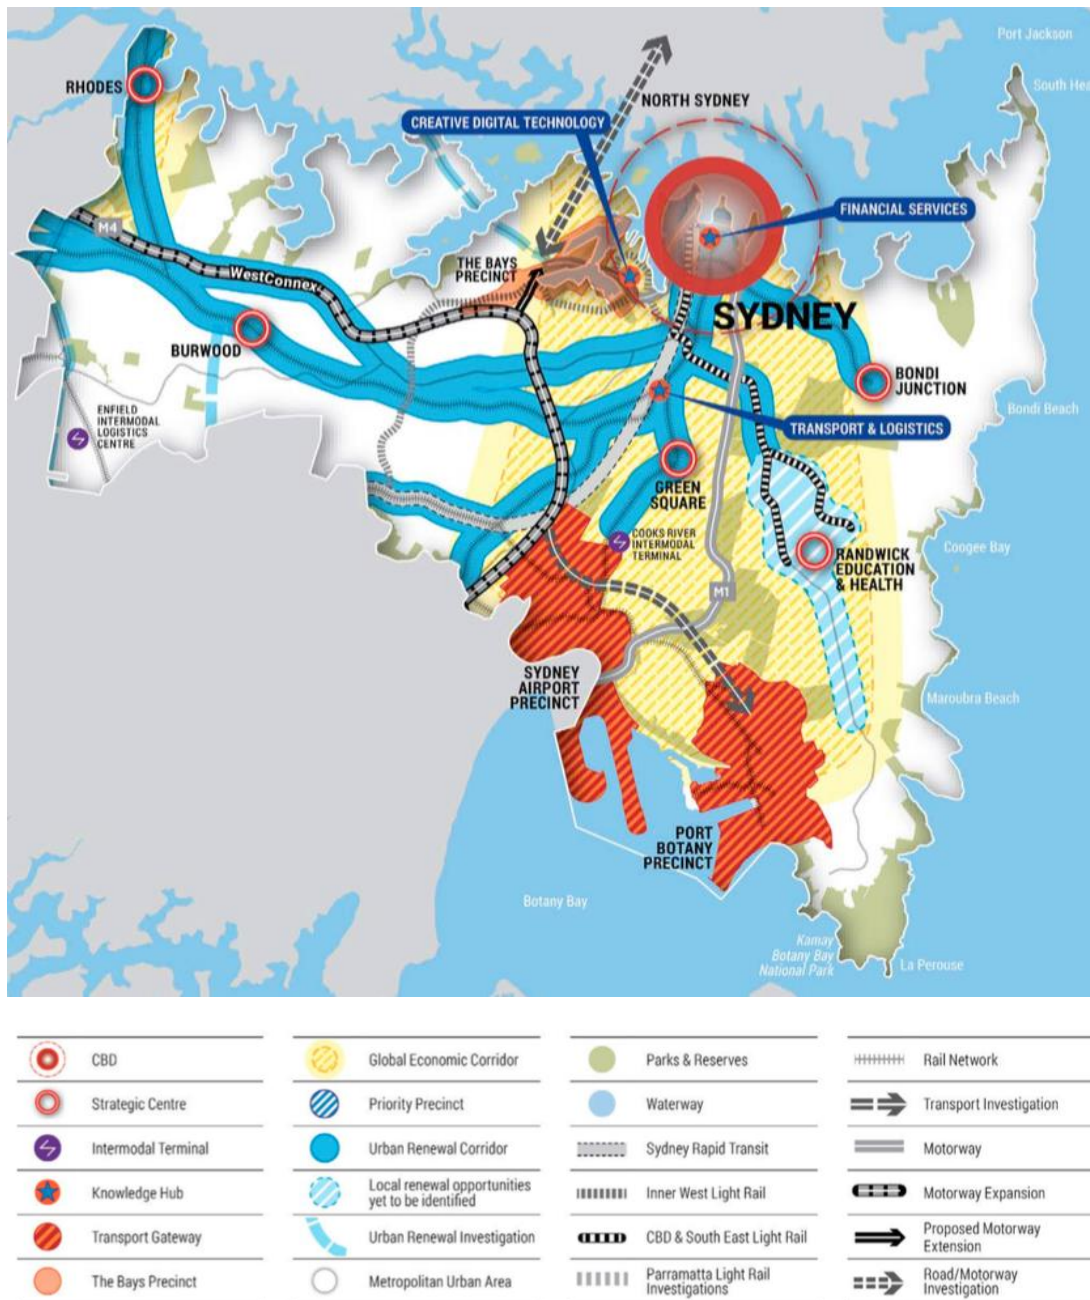 Port Jackson
South Hea
RHODES
NORTH SYDNEY
CREATIVE DIGITAL TECHNOLOGY
FINANCIAL SERVICES
M4
THE BAYS
PRECINCT
WestConnex
SYDNEY
BURWOOD
BONDI
JUNCTION
Bondi Beach
ENFIELD
INTERMODAL
LOGISTICS
CENTRE
TRANSPORT & LOGISTICS
GREEN
SQUARE
COOKS RIVER
INTERMODAL
TERMINAL
Coogee Bay
RANDWICK
EDUCATION
& HEALTH
M1
SYDNEY
AIRPORT
PRECINCT
Maroubra Beach
PORT
BOTANY
PRECINCT
Botany Bay
Kamay
Botany Bay
National Park
La Perouse
CBD
Global Economic Corridor
Parks & Reserves
Rail Network
Strategic Centre
Priority Precinct
Waterway
Transport Investigation
Intermodal Terminal
Urban Renewal Corridor
Sydney Rapid Transit
Motorway
Knowledge Hub
Local renewal opportunities
yet to be identified
Inner West Light Rail
Motorway Expansion
Transport Gateway
Urban Renewal Investigation
CBD & South East Light Rail
Proposed Motorway
Extension
The Bays Precinct
Metropolitan Urban Area
Parramatta Light Rail
Investigations
Road/Motorway
Investigation